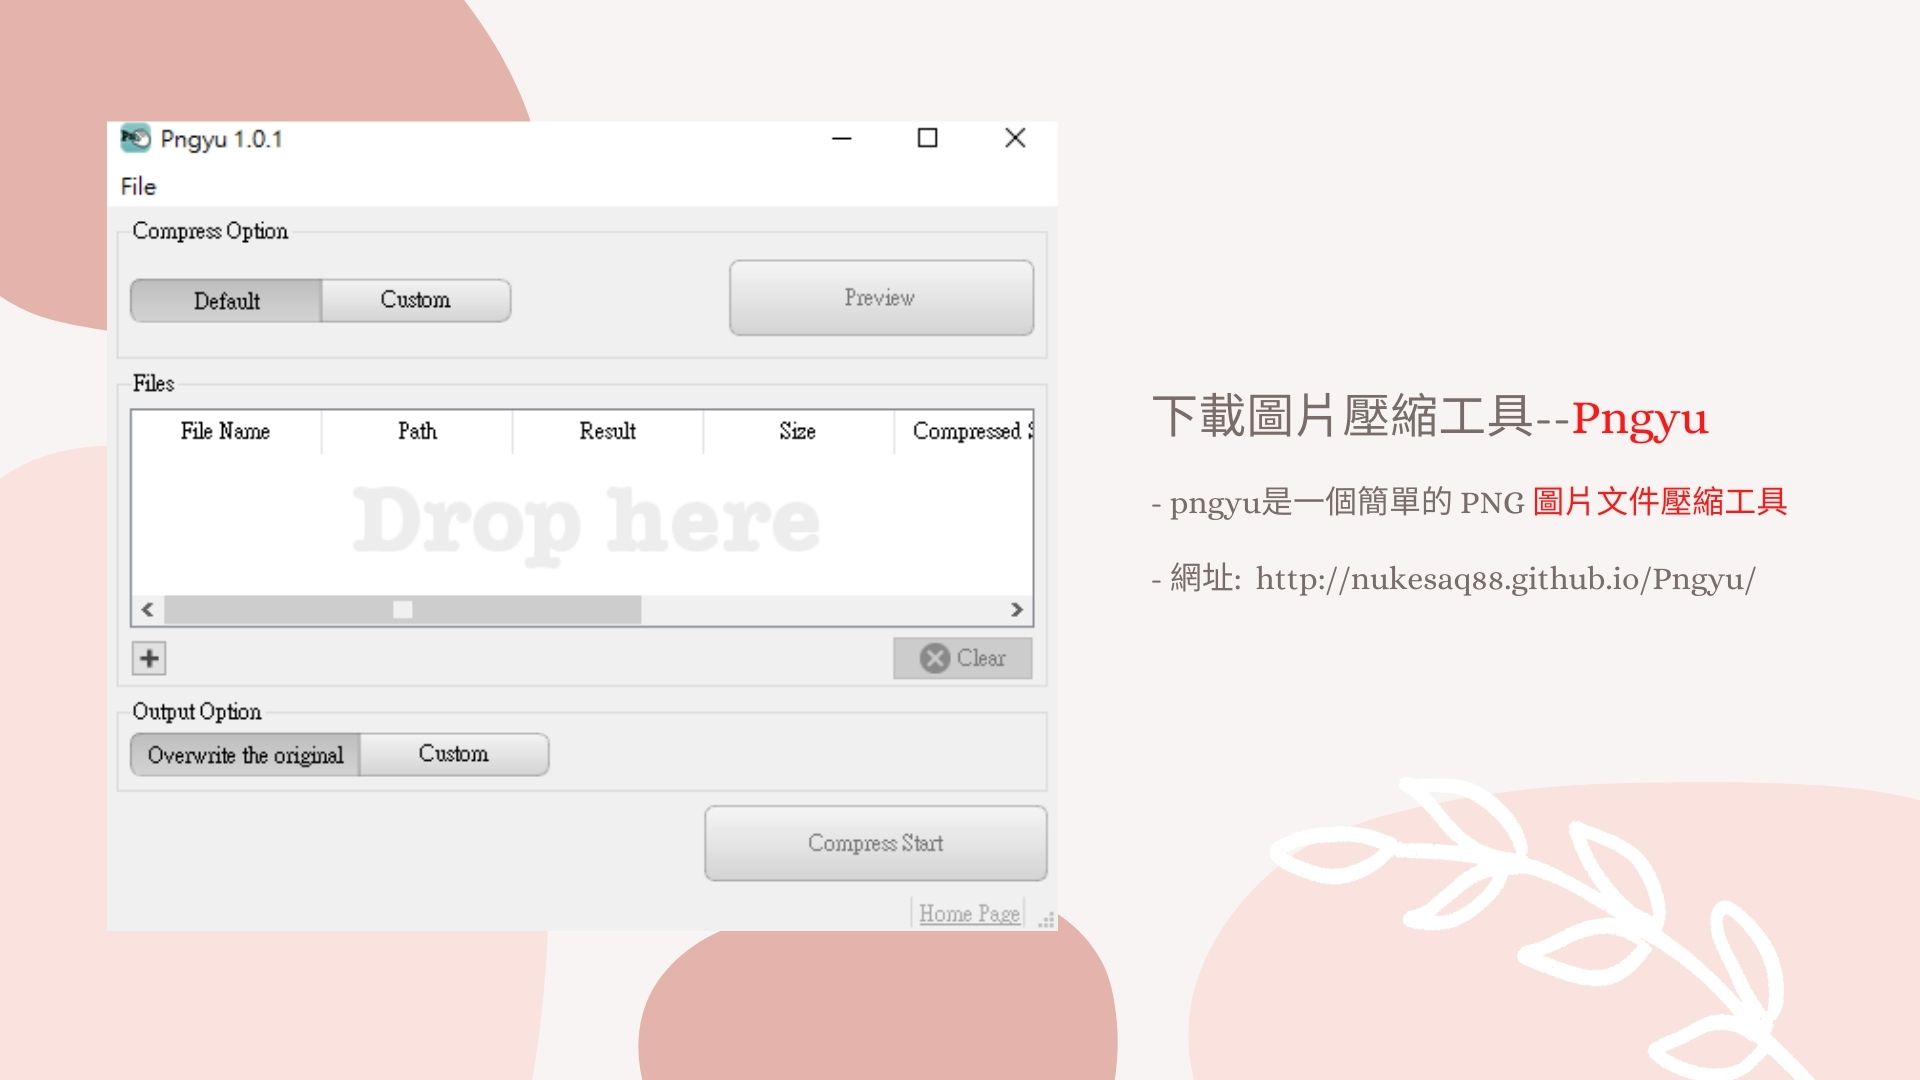 Pngyu 1.0.1
File
Compress Option
Default Custom Preview
Files
File Name Path Result Size Compressed
Drop here
Clear
Output Option
Overwrite the original Custom
Compress Start
Home Page
下載圖片壓縮工具--Pngyu
- pngyu是一個簡單的 PNG 圖片文件壓縮工具
- 網址: http://nukesaq88.github.io/Pngyu/